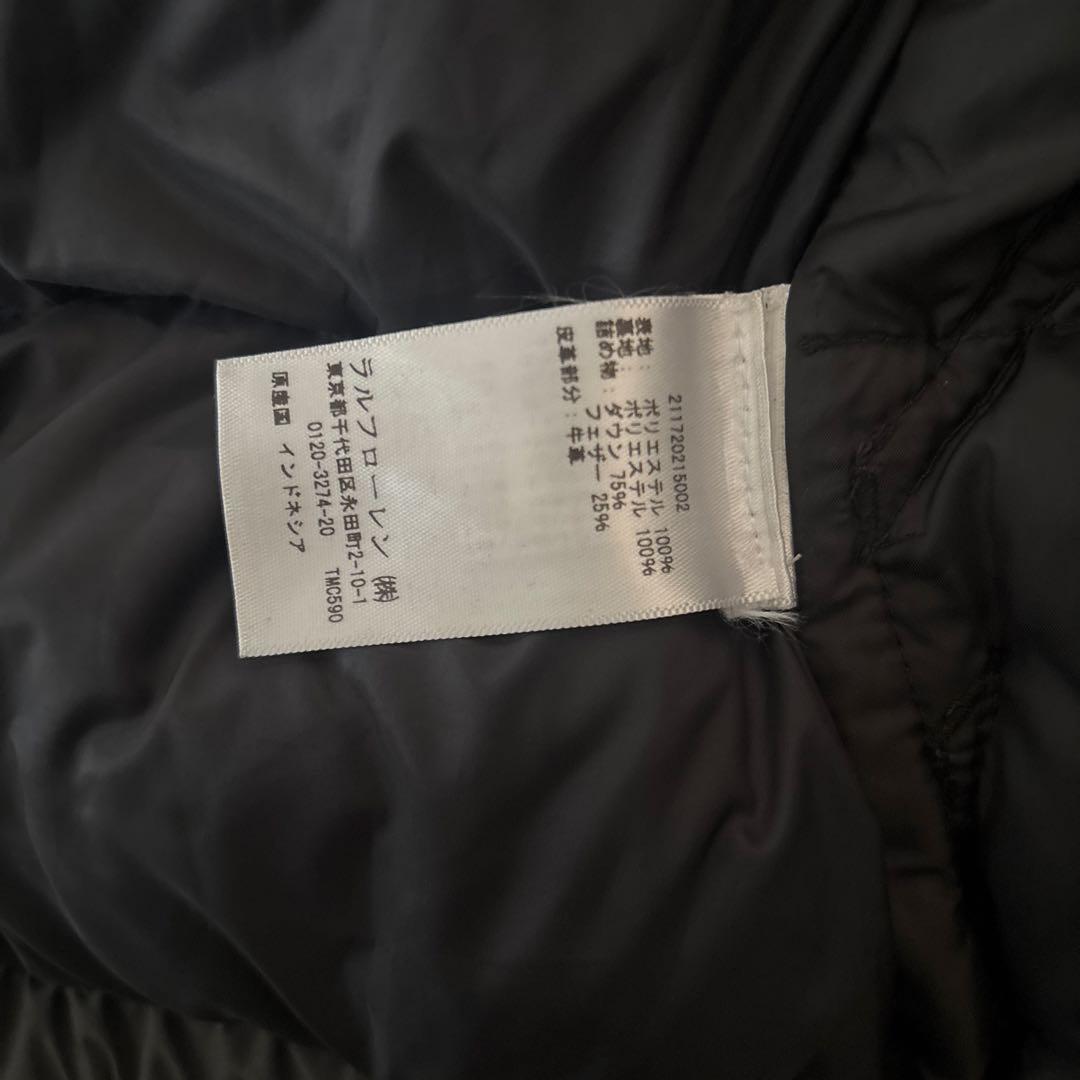 211720215002
表地: ポリエステル 100%
裏地: ポリエステル 100%
詰め物: ダウン 75%
フェザー 25%
皮革部分:牛革
ラルフローレン (株)
東京都千代田区永田町2-10-1
0120-3274-20 TMC590
原産国 インドネシア